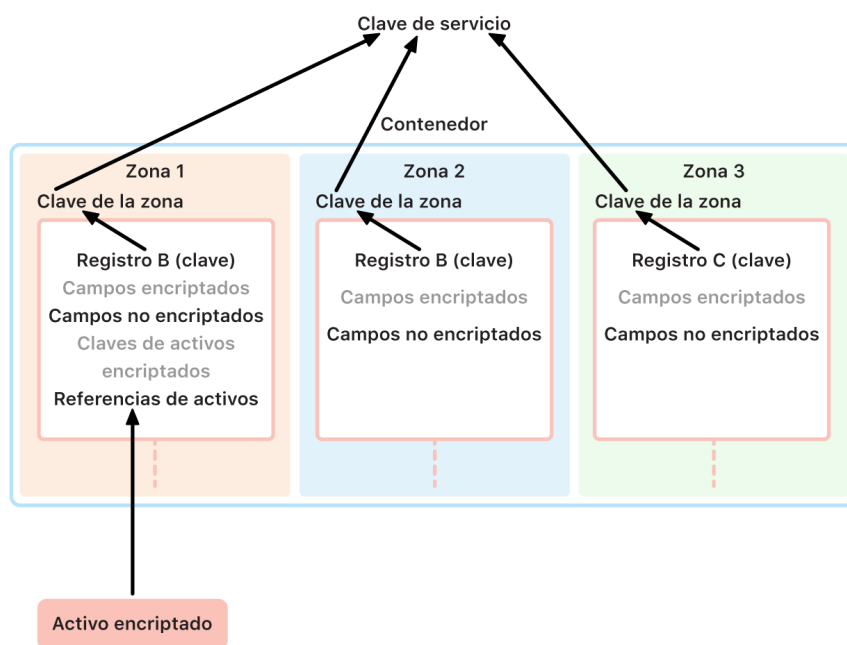 Clave de servicio
Contenedor
Zona 1
Clave de la zona
Registro B (clave)
Campos encriptados
Campos no encriptados
Claves de activos
encriptados
Referencias de activos
Zona 2
Clave de la zona
Registro B (clave)
Campos encriptados
Campos no encriptados
Zona 3
Clave de la zona
Registro C (clave)
Campos encriptados
Campos no encriptados
Activo encriptado